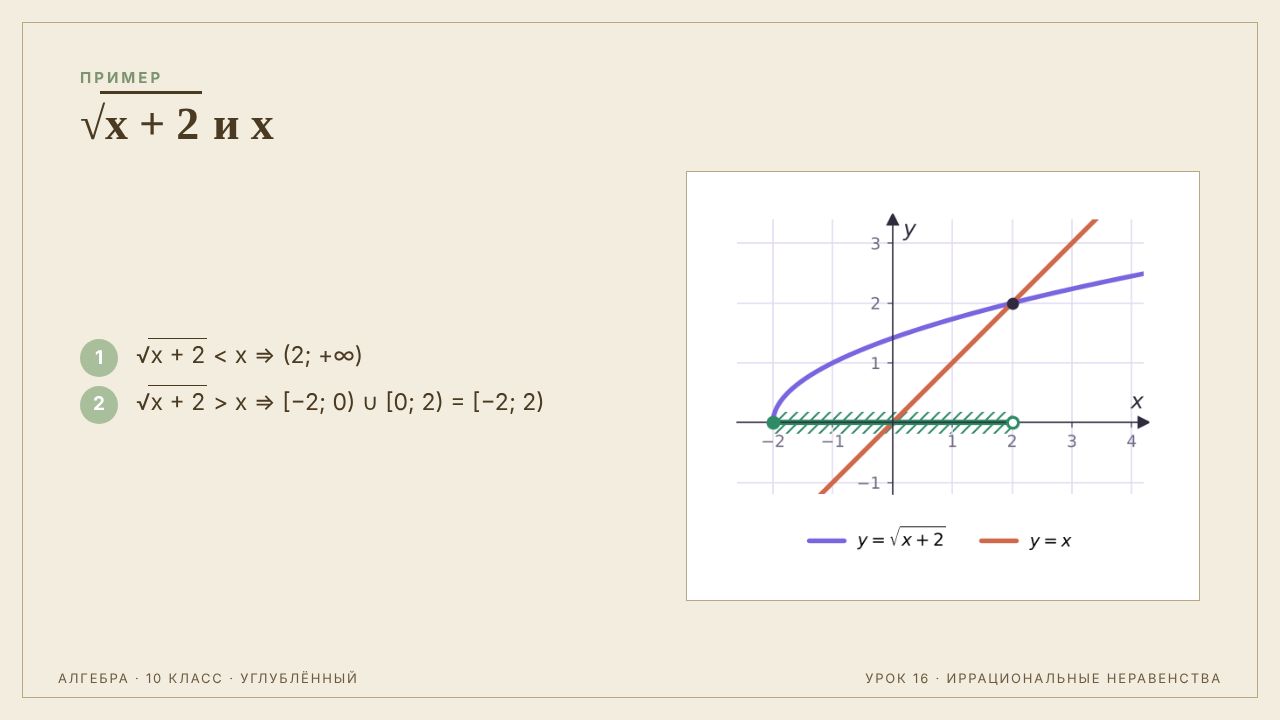 ПРИМЕР
√x + 2 и x
1 √x + 2 < x ⇒ (2; +∞)
2 √x + 2 > x ⇒ [−2; 0) ∪ [0; 2) = [−2; 2)
y
3
2
1
x
−2 −1 1 2 3 4
−1
y = √x + 2 y = x
АЛГЕБРА · 10 КЛАСС · УГЛУБЛЁННЫЙ
УРОК 16 · ИРРАЦИОНАЛЬНЫЕ НЕРАВЕНСТВА